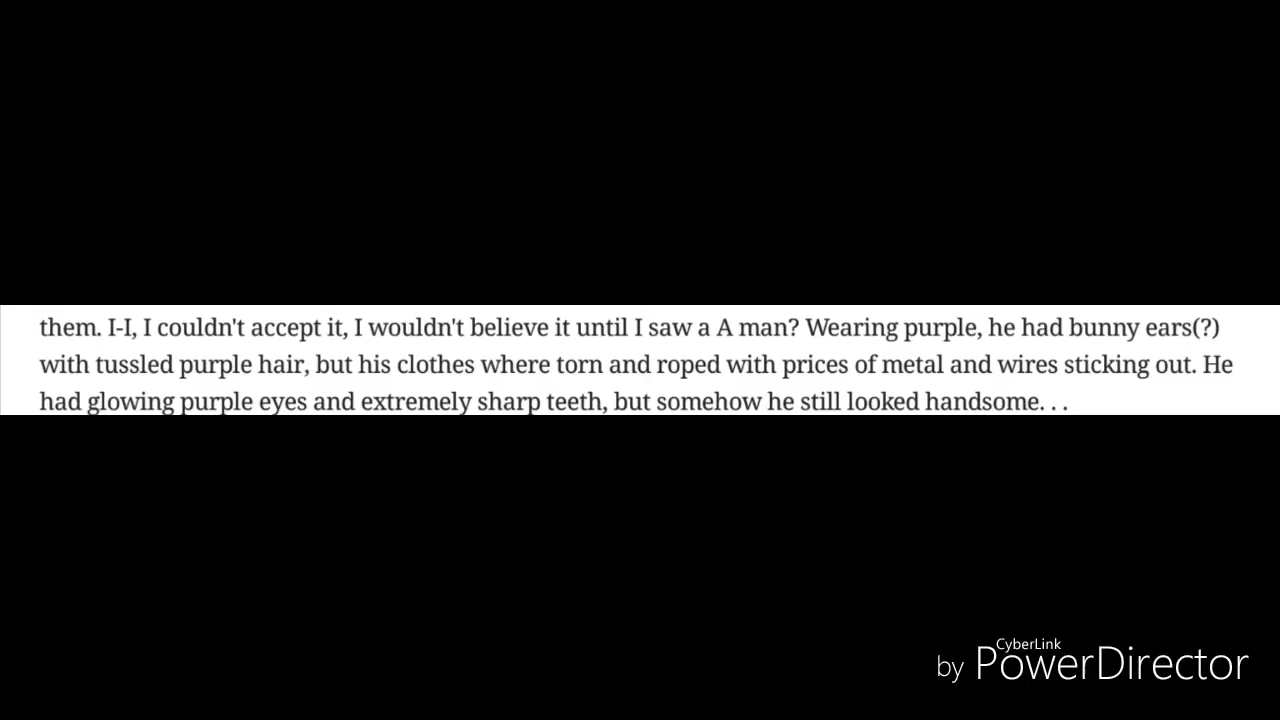 them. I-I, I couldn't accept it, I wouldn't believe it until I saw a A man? Wearing purple, he had bunny ears(?)
with tussled purple hair, but his clothes where torn and roped with prices of metal and wires sticking out. He
had glowing purple eyes and extremely sharp teeth, but somehow he still looked handsome. . .
CyberLink
by PowerDirector